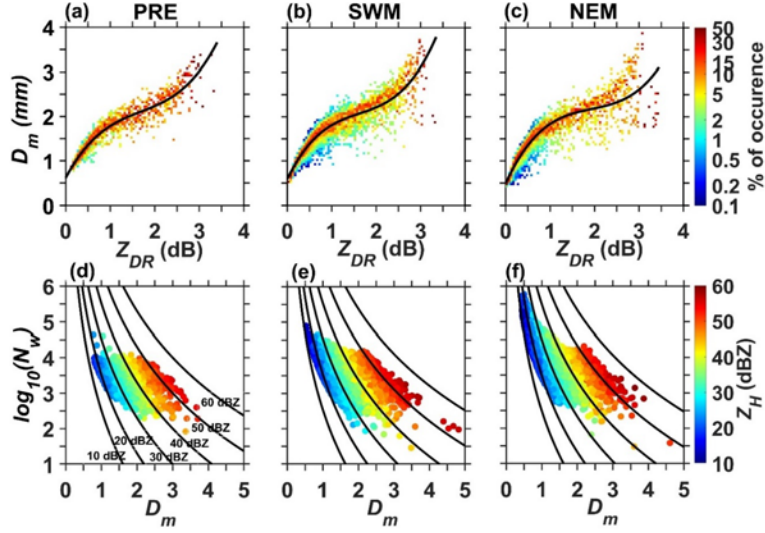 (a) PRE (b) SWM (c) NEM
4 3 2 1 0
D_m (mm)
0 1 2 3 4
0 1 2 3 4
0 1 2 3 4
Z_DR (dB) Z_DR (dB) Z_DR (dB)
50 30 15 10 5 2 1 0.5 0.2 0.1
% of occurence
(d) (e) (f)
6 5 4 3 2 1
log10(N_w)
60 dBZ
50 dBZ
20 dBZ 40 dBZ
10 dBZ 30 dBZ
0 1 2 3 4 5
0 1 2 3 4 5
0 1 2 3 4 5
D_m D_m D_m
60 50 40 30 20 10
Z_H (dBZ)